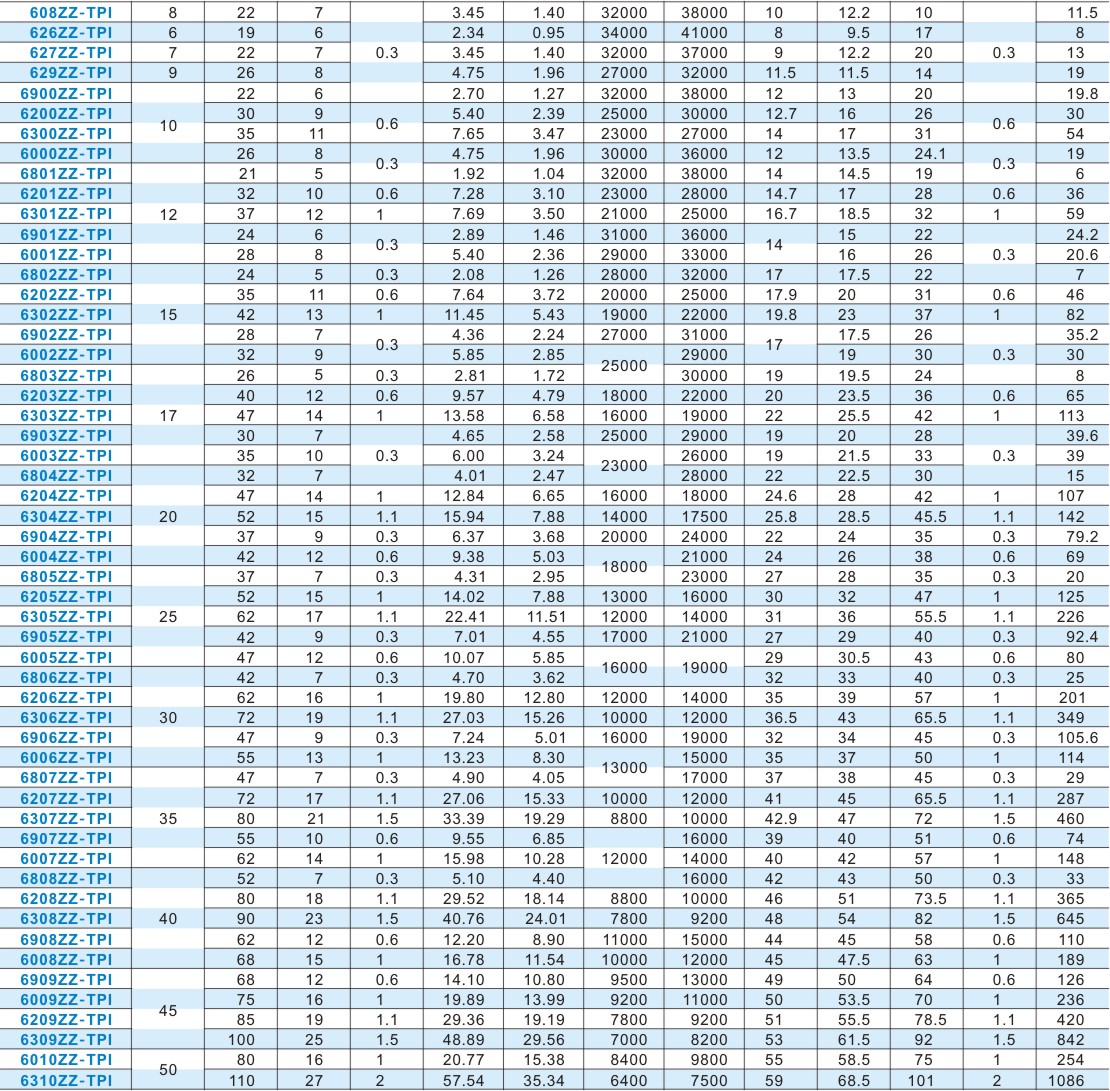 608ZZ-TPI 8 22 7 3.45 1.40 32000 38000 10 12.2 10 11.5
626ZZ-TPI 6 19 6 2.34 0.95 34000 41000 8 9.5 17 8
627ZZ-TPI 7 22 7 0.3 3.45 1.40 32000 37000 9 12.2 20 0.3 13
629ZZ-TPI 9 26 8 4.75 1.96 27000 32000 11.5 11.5 14 19
6900ZZ-TPI 22 6 2.70 1.27 32000 38000 12 13 20 19.8
6200ZZ-TPI 10 30 9 0.6 5.40 2.39 25000 30000 12.7 16 26 0.6 30
6300ZZ-TPI 35 11 7.65 3.47 23000 27000 14 17 31 54
6000ZZ-TPI 26 8 0.3 4.75 1.96 30000 36000 12 13.5 24.1 0.3 19
6801ZZ-TPI 21 5 1.92 1.04 32000 38000 14 14.5 19 6
6201ZZ-TPI 32 10 0.6 7.28 3.10 23000 28000 14.7 17 28 0.6 36
6301ZZ-TPI 12 37 12 1 7.69 3.50 21000 25000 16.7 18.5 32 1 59
6901ZZ-TPI 24 6 0.3 2.89 1.46 31000 36000 14 15 22 24.2
6001ZZ-TPI 28 8 5.40 2.36 29000 33000 16 26 0.3 20.6
6802ZZ-TPI 24 5 0.3 2.08 1.26 28000 32000 17 17.5 22 7
6202ZZ-TPI 35 11 0.6 7.64 3.72 20000 25000 17.9 20 31 0.6 46
6302ZZ-TPI 15 42 13 1 11.45 5.43 19000 22000 19.8 23 37 1 82
6902ZZ-TPI 28 7 0.3 4.36 2.24 27000 31000 17 17.5 26 35.2
6002ZZ-TPI 32 9 5.85 2.85 25000 29000 19 30 0.3 30
6803ZZ-TPI 26 5 0.3 2.81 1.72 30000 19 19.5 24 8
6203ZZ-TPI 40 12 0.6 9.57 4.79 18000 22000 20 23.5 36 0.6 65
6303ZZ-TPI 17 47 14 1 13.58 6.58 16000 19000 22 25.5 42 1 113
6903ZZ-TPI 30 7 4.65 2.58 25000 29000 19 20 28 39.6
6003ZZ-TPI 35 10 0.3 6.00 3.24 23000 26000 19 21.5 33 0.3 39
6804ZZ-TPI 32 7 4.01 2.47 28000 22 22.5 30 15
6204ZZ-TPI 47 14 1 12.84 6.65 16000 18000 24.6 28 42 1 107
6304ZZ-TPI 20 52 15 1.1 15.94 7.88 14000 17500 25.8 28.5 45.5 1.1 142
6904ZZ-TPI 37 9 0.3 6.37 3.68 20000 24000 22 24 35 0.3 79.2
6004ZZ-TPI 42 12 0.6 9.38 5.03 18000 21000 24 26 38 0.6 69
6805ZZ-TPI 37 7 0.3 4.31 2.95 23000 27 28 35 0.3 20
6205ZZ-TPI 52 15 1 14.02 7.88 13000 16000 30 32 47 1 125
6305ZZ-TPI 25 62 17 1.1 22.41 11.51 12000 14000 31 36 55.5 1.1 226
6905ZZ-TPI 42 9 0.3 7.01 4.55 17000 21000 27 29 40 0.3 92.4
6005ZZ-TPI 47 12 0.6 10.07 5.85 16000 19000 29 30.5 43 0.6 80
6806ZZ-TPI 42 7 0.3 4.70 3.62 32 33 40 0.3 25
6206ZZ-TPI 62 16 1 19.80 12.80 12000 14000 35 39 57 1 201
6306ZZ-TPI 30 72 19 1.1 27.03 15.26 10000 12000 36.5 43 65.5 1.1 349
6906ZZ-TPI 47 9 0.3 7.24 5.01 16000 19000 32 34 45 0.3 105.6
6006ZZ-TPI 55 13 1 13.23 8.30 13000 15000 35 37 50 1 114
6807ZZ-TPI 47 7 0.3 4.90 4.05 17000 37 38 45 0.3 29
6207ZZ-TPI 72 17 1.1 27.06 15.33 10000 12000 41 45 65.5 1.1 287
6307ZZ-TPI 35 80 21 1.5 33.39 19.29 8800 10000 42.9 47 72 1.5 460
6907ZZ-TPI 55 10 0.6 9.55 6.85 16000 39 40 51 0.6 74
6007ZZ-TPI 62 14 1 15.98 10.28 12000 14000 40 42 57 1 148
6808ZZ-TPI 52 7 0.3 5.10 4.40 16000 42 43 50 0.3 33
6208ZZ-TPI 80 18 1.1 29.52 18.14 8800 10000 46 51 73.5 1.1 365
6308ZZ-TPI 40 90 23 1.5 40.76 24.01 7800 9200 48 54 82 1.5 645
6908ZZ-TPI 62 12 0.6 12.20 8.90 11000 15000 44 45 58 0.6 110
6008ZZ-TPI 68 15 1 16.78 11.54 10000 12000 45 47.5 63 1 189
6909ZZ-TPI 68 12 0.6 14.10 10.80 9500 13000 49 50 64 0.6 126
6009ZZ-TPI 45 75 16 1 19.89 13.99 9200 11000 50 53.5 70 1 236
6209ZZ-TPI 85 19 1.1 29.36 19.19 7800 9200 51 55.5 78.5 1.1 420
6309ZZ-TPI 100 25 1.5 48.89 29.56 7000 8200 53 61.5 92 1.5 842
6010ZZ-TPI 50 80 16 1 20.77 15.38 8400 9800 55 58.5 75 1 254
6310ZZ-TPI 110 27 2 57.54 35.34 6400 7500 59 68.5 101 2 1086